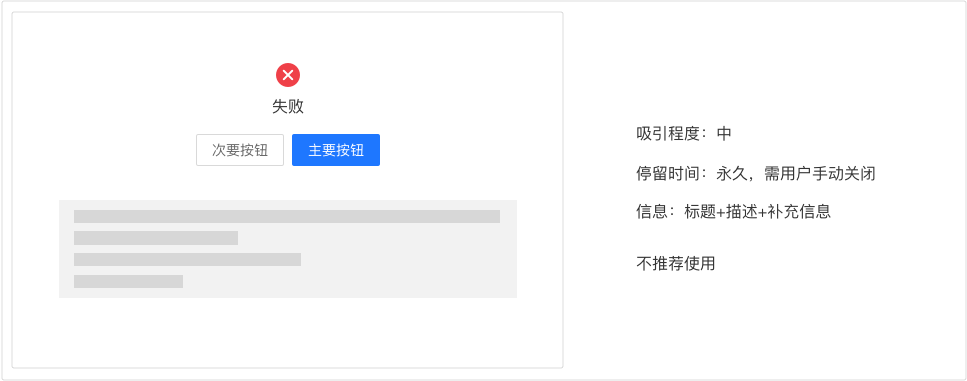 失败
次要按钮
主要按钮
吸引程度：中
停留时间：永久，需用户手动关闭
信息：标题+描述+补充信息
不推荐使用